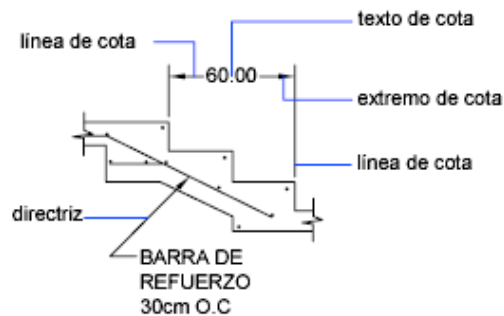 texto de cota
línea de cota
60.00
extremo de cota
línea de cota
directriz
BARRA DE
REFUERZO
30cm O.C